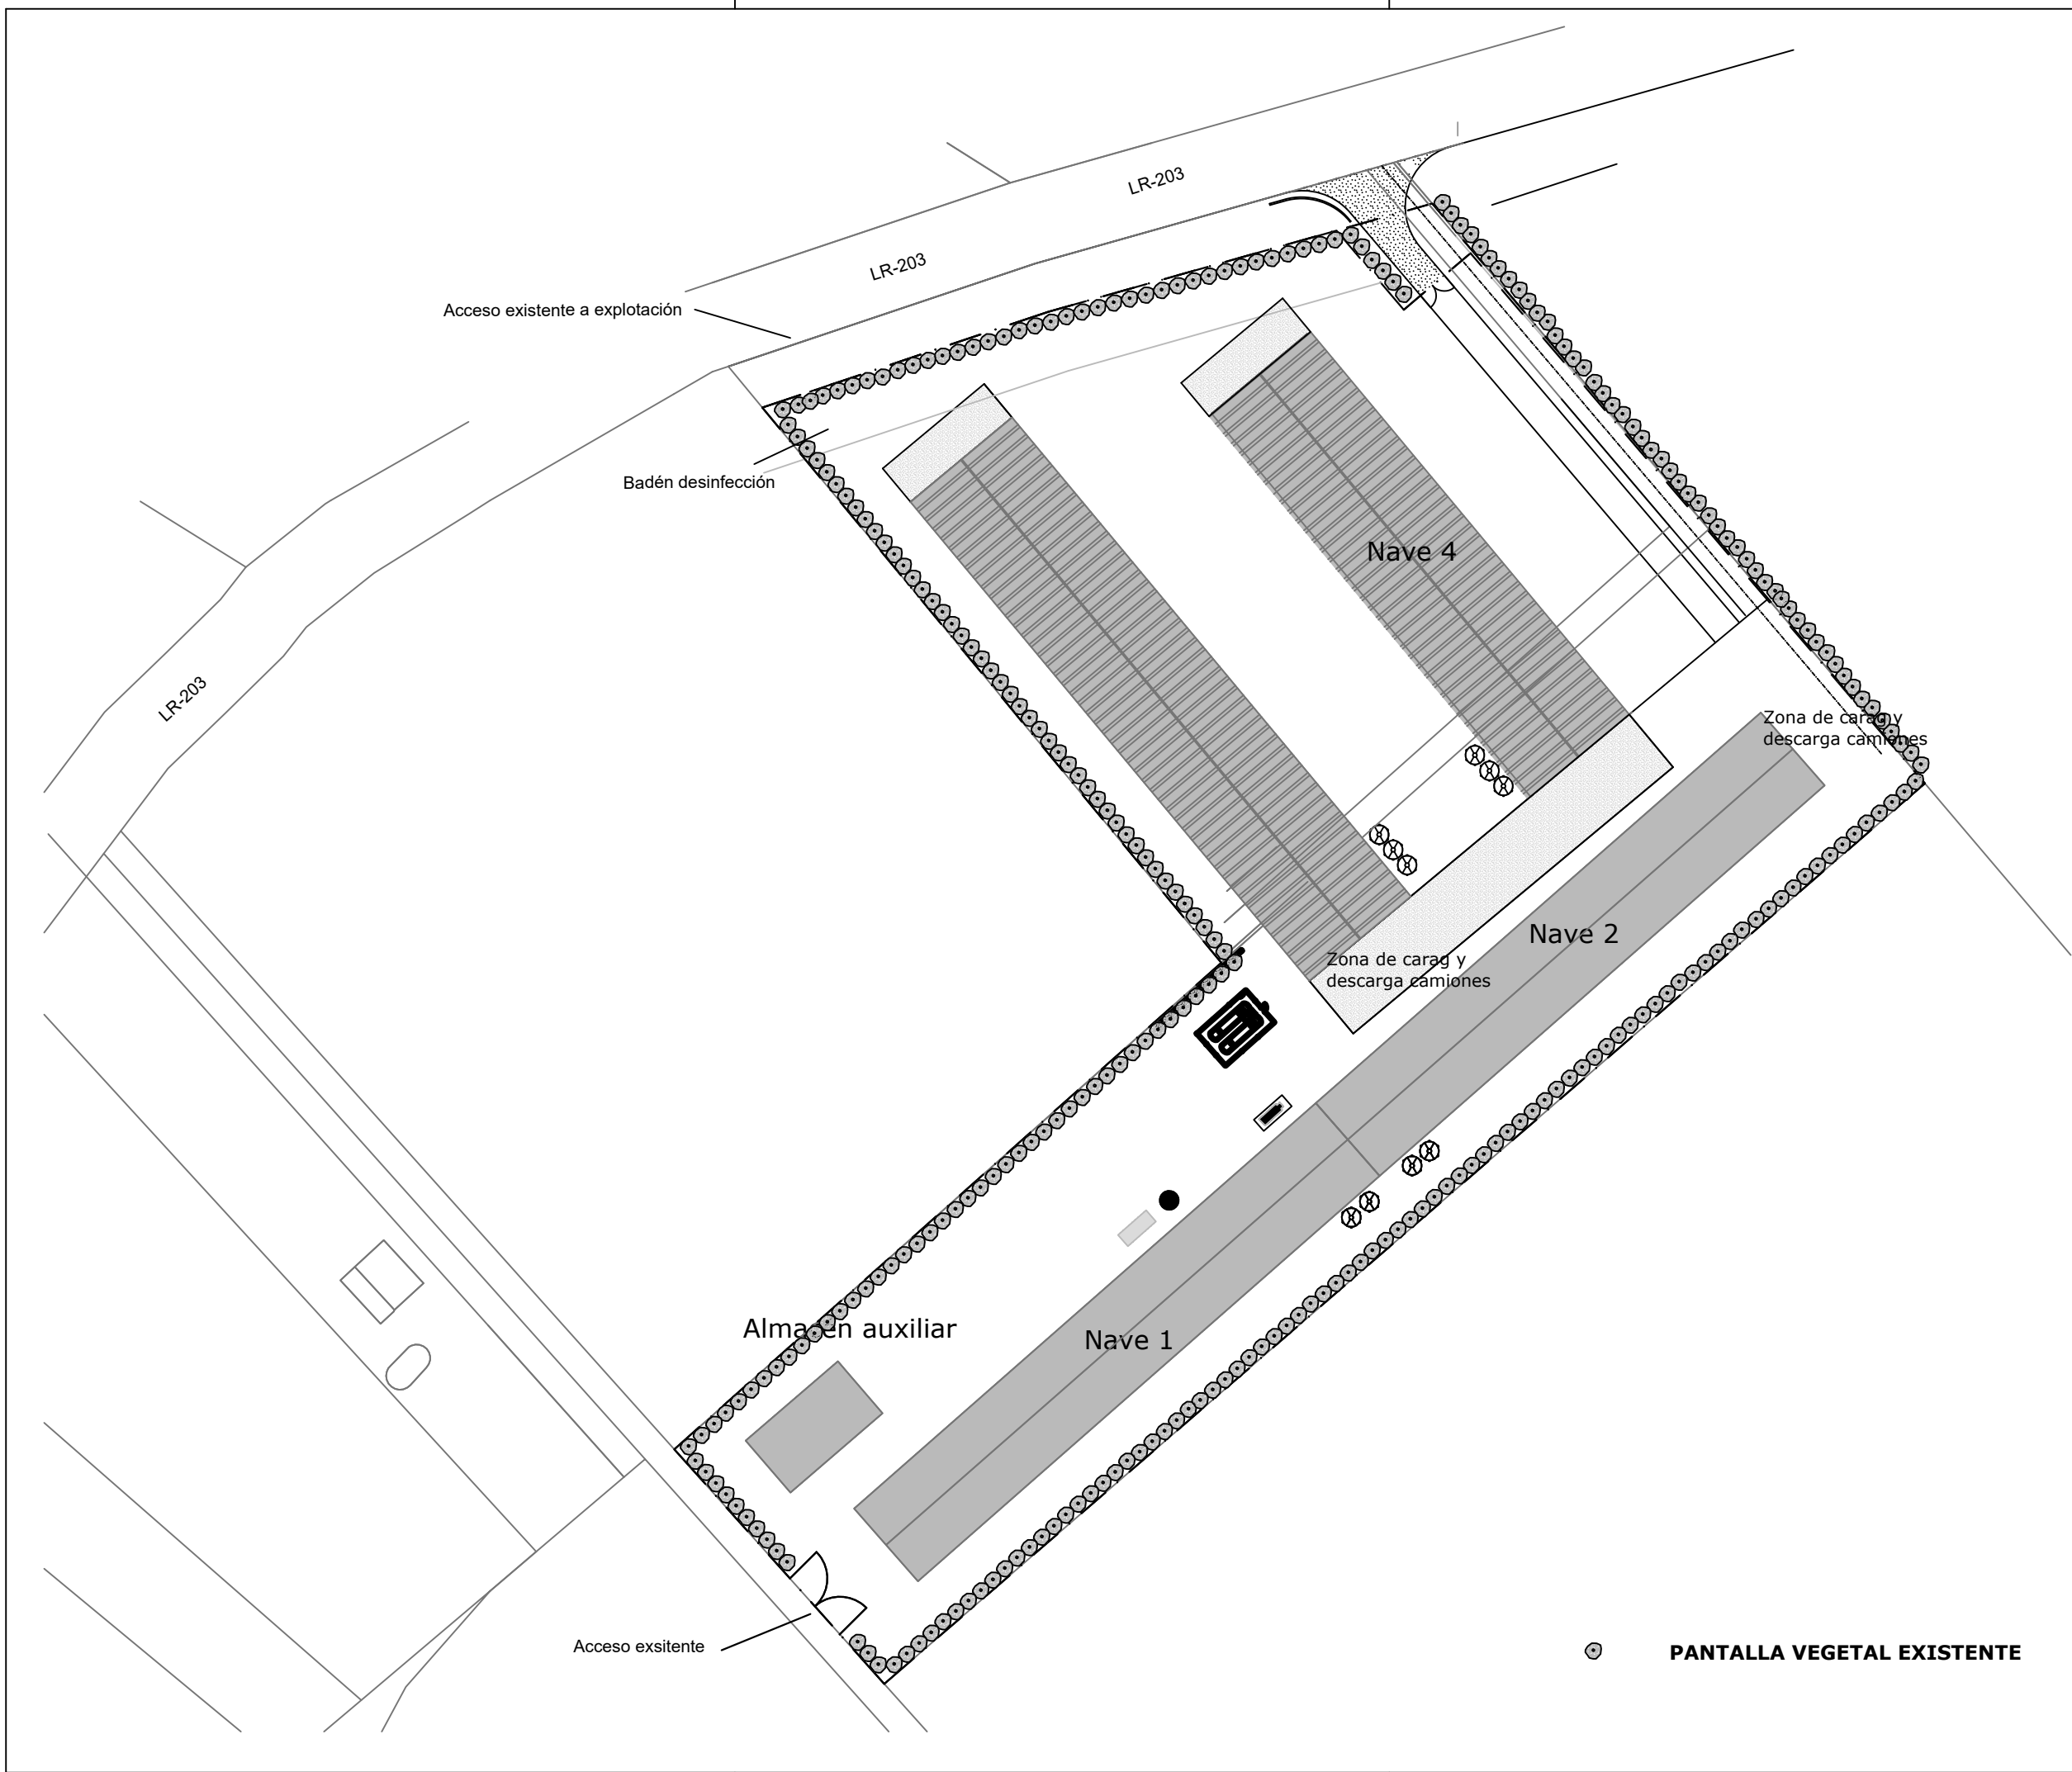 LR-203
LR-203
Acceso existente a explotación
Badén desinfección
Nave 4
LR-203
Zona de carag y
descarga camiones
Nave 2
Zona de carag y
descarga camiones
Almacén auxiliar
Nave 1
Acceso exsitente
PANTALLA VEGETAL EXISTENTE